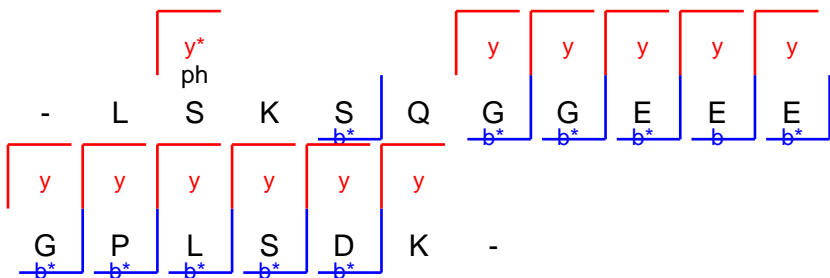 y* y y y y y
ph
- L S K S Q G G E E E
b* b* b* b* b b*
y y y y y y
G P L S D K -
b* b* b* b* b*